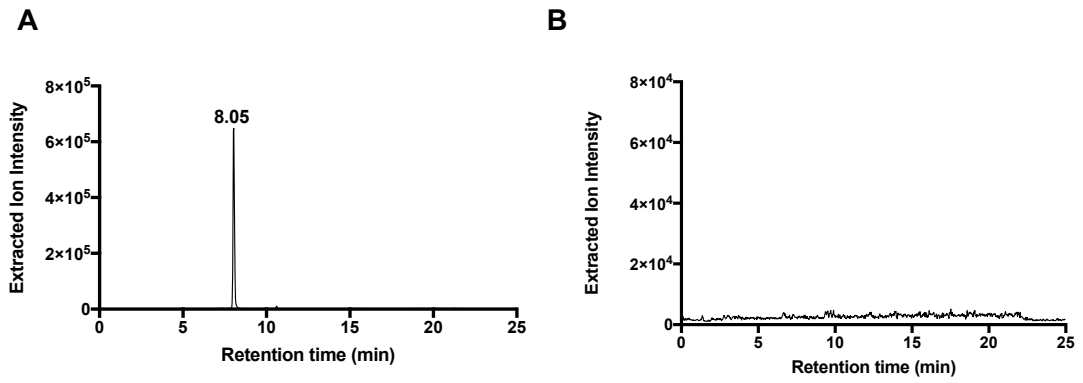 A
Extracted Ion Intensity
8×10⁵
6×10⁵
4×10⁵
2×10⁵
0
8.05
0 5 10 15 20 25
Retention time (min)
B
Extracted Ion Intensity
8×10⁴
6×10⁴
4×10⁴
2×10⁴
0
0 5 10 15 20 25
Retention time (min)